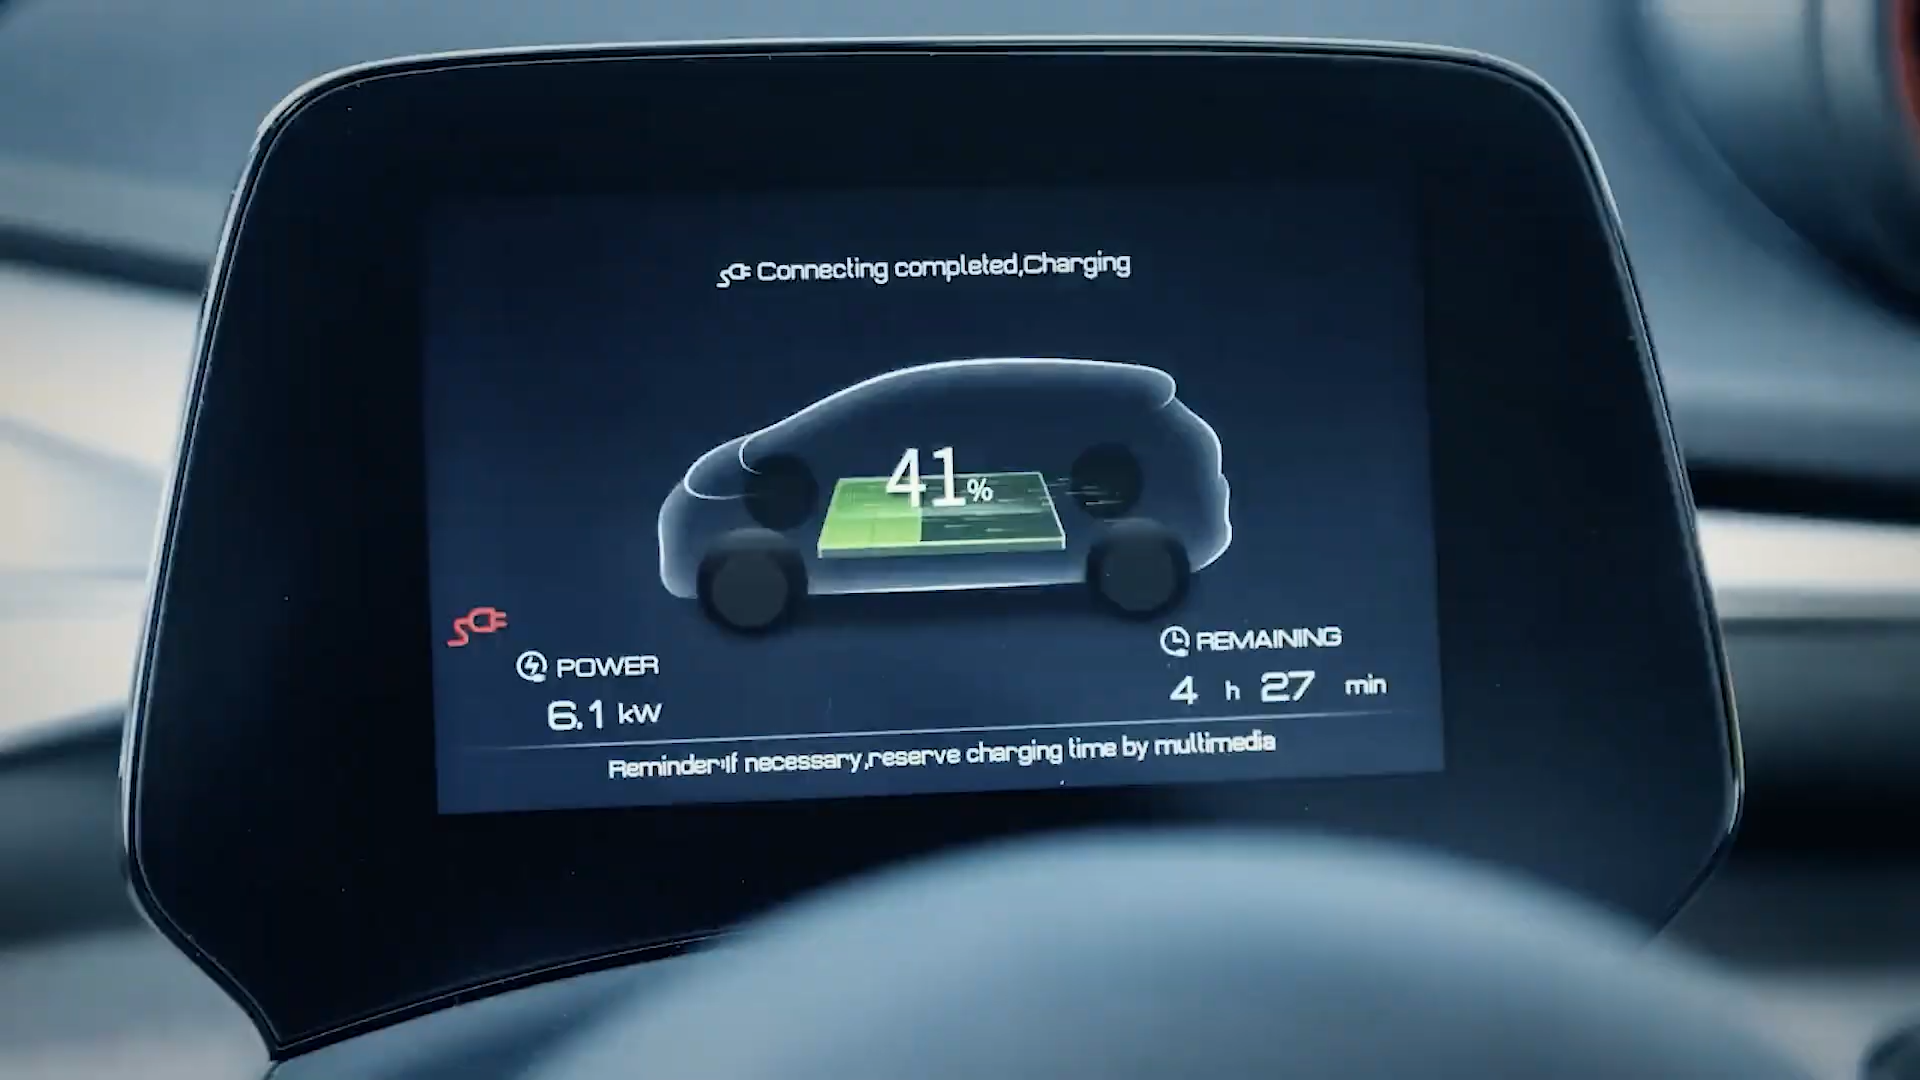 Connecting completed,Charging
41%
POWER
6.1 kW
REMAINING
4 h 27 min
Reminder:If necessary,reserve charging time by multimedia